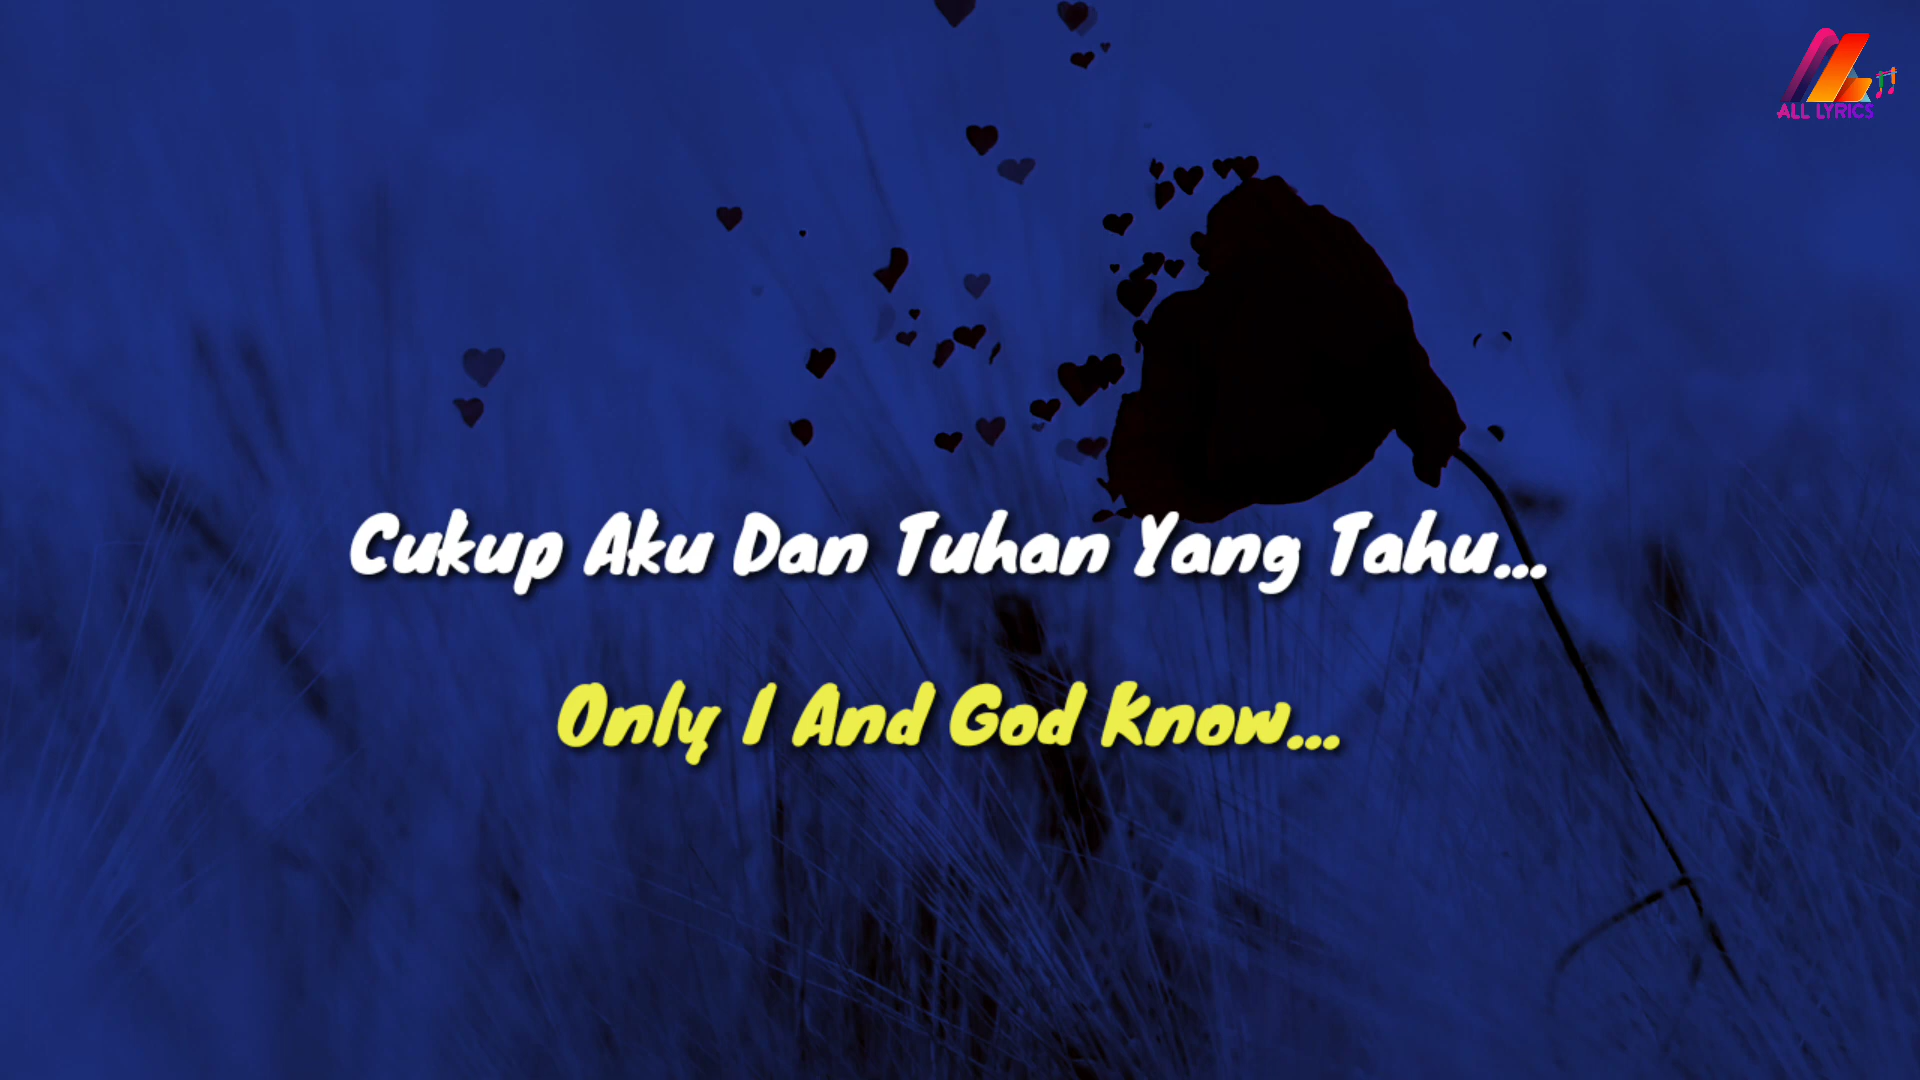 ALL LYRICS
Cukup Aku Dan Tuhan Yang Tahu...
Only I And God Know...